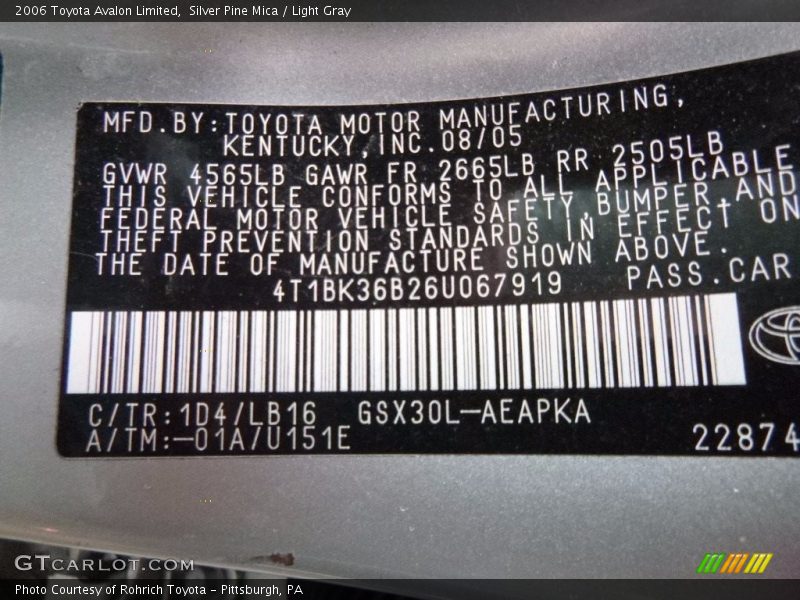 2006 Toyota Avalon Limited, Silver Pine Mica / Light Gray
MFD.BY:TOYOTA MOTOR MANUFACTURING,
KENTUCKY,INC.08/05
GVWR 4565LB GAWR FR 2665LB RR 2505LB
THIS VEHICLE CONFORMS TO ALL APPLICABLE
FEDERAL MOTOR VEHICLE SAFETY,BUMPER,AND
THEFT PREVENTION STANDARDS IN EFFECT ON
THE DATE OF MANUFACTURE SHOWN ABOVE.
4T1BK36B26U067919 PASS.CAR
C/TR:1D4/LB16 GSX30L-AEAPKA
A/TM:-01A/U151E
22874
GTCARLOT.COM
Photo Courtesy of Rohrich Toyota - Pittsburgh, PA